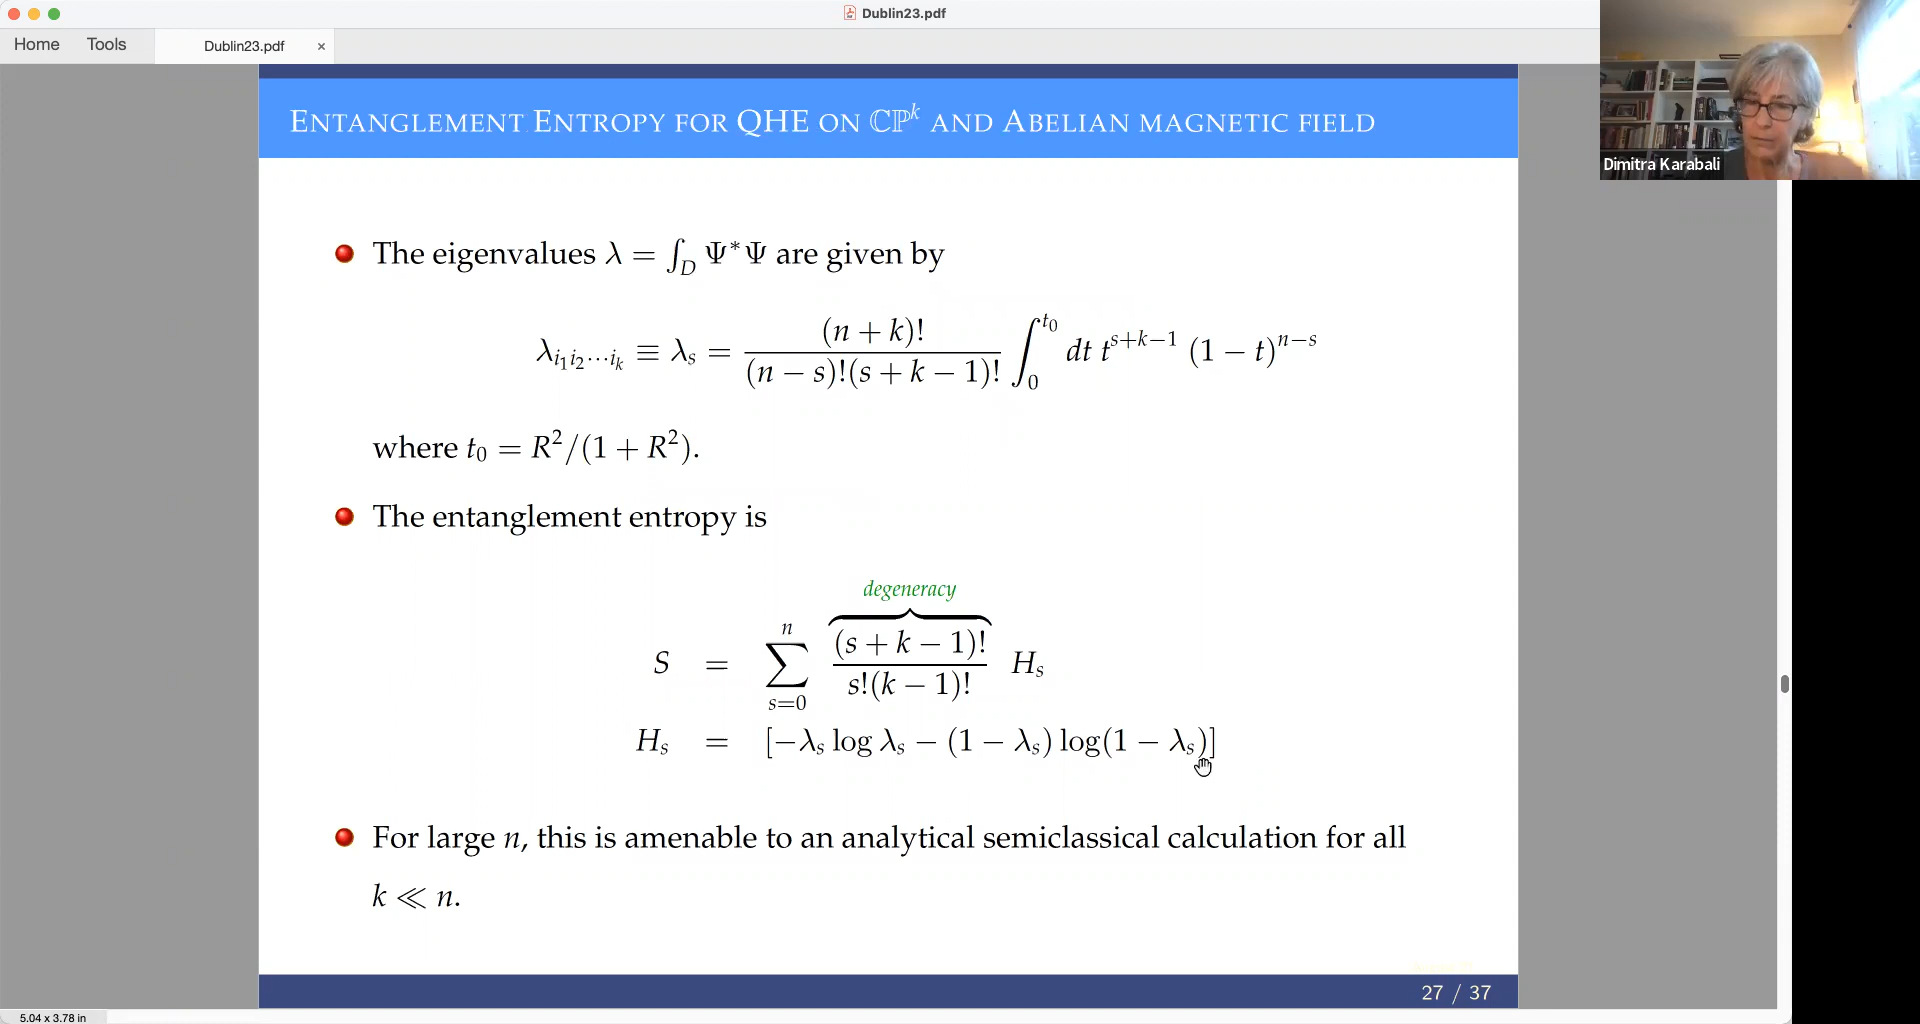 Dublin23.pdf
Home Tools Dublin23.pdf ×
Dimitra Karabali
ENTANGLEMENT ENTROPY FOR QHE ON ℂℙ^k AND ABELIAN MAGNETIC FIELD
The eigenvalues λ = ∫_D Ψ*Ψ are given by
λ_{i_1 i_2 ⋯ i_k} ≡ λ_s = (n + k)! / ((n − s)!(s + k − 1)!) ∫_0^{t_0} dt t^{s+k−1} (1 − t)^{n−s}
where t_0 = R^2/(1 + R^2).
The entanglement entropy is
degeneracy
S = ∑_{s=0}^{n} (s + k − 1)! / (s!(k − 1)!) H_s
H_s = [−λ_s log λ_s − (1 − λ_s) log(1 − λ_s)]
For large n, this is amenable to an analytical semiclassical calculation for all
k ≪ n.
27 / 37
5.04 x 3.78 in